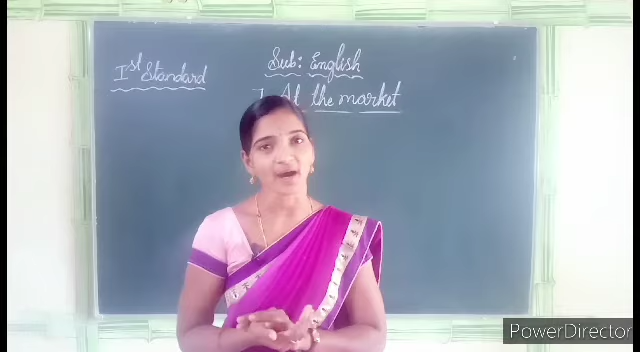 Ist Standard
Sub: English
At the market
PowerDirector